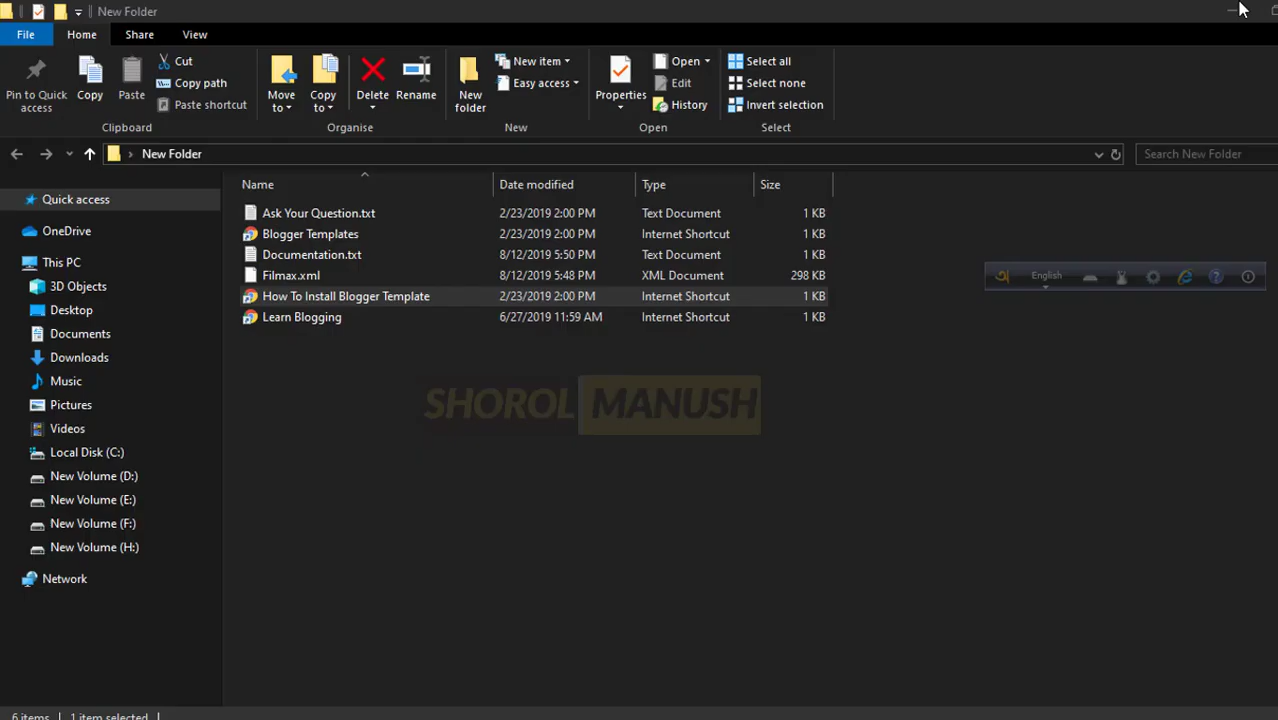 New Folder
File Home Share View
Pin to Quick access
Copy
Paste
Cut
Copy path
Paste shortcut
Clipboard
Move to
Copy to
Delete
Rename
Organise
New folder
New item
Easy access
New
Properties
Open
Edit
History
Open
Select all
Select none
Invert selection
Select
New Folder
Search New Folder
Name Date modified Type Size
Ask Your Question.txt 2/23/2019 2:00 PM Text Document 1 KB
Blogger Templates 2/23/2019 2:00 PM Internet Shortcut 1 KB
Documentation.txt 8/12/2019 5:50 PM Text Document 1 KB
Filmax.xml 8/12/2019 5:48 PM XML Document 298 KB
How To Install Blogger Template 2/23/2019 2:00 PM Internet Shortcut 1 KB
Learn Blogging 6/27/2019 11:59 AM Internet Shortcut 1 KB
Quick access
OneDrive
This PC
3D Objects
Desktop
Documents
Downloads
Music
Pictures
Videos
Local Disk (C:)
New Volume (D:)
New Volume (E:)
New Volume (F:)
New Volume (H:)
Network
অ English
SHOROL MANUSH
6 items 1 item selected